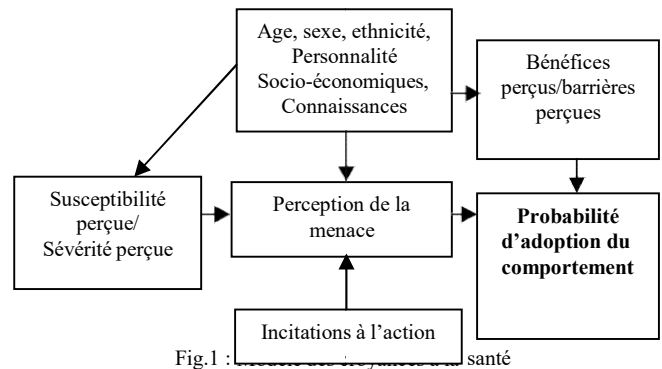 Age, sexe, ethnicité,
Personnalité
Socio-économiques,
Connaissances
Bénéfices
perçus/barrières
perçues
Susceptibilité
perçue/
Sévérité perçue
Perception de la
menace
Probabilité
d'adoption du
comportement
Incitations à l'action
Fig.1 : santé